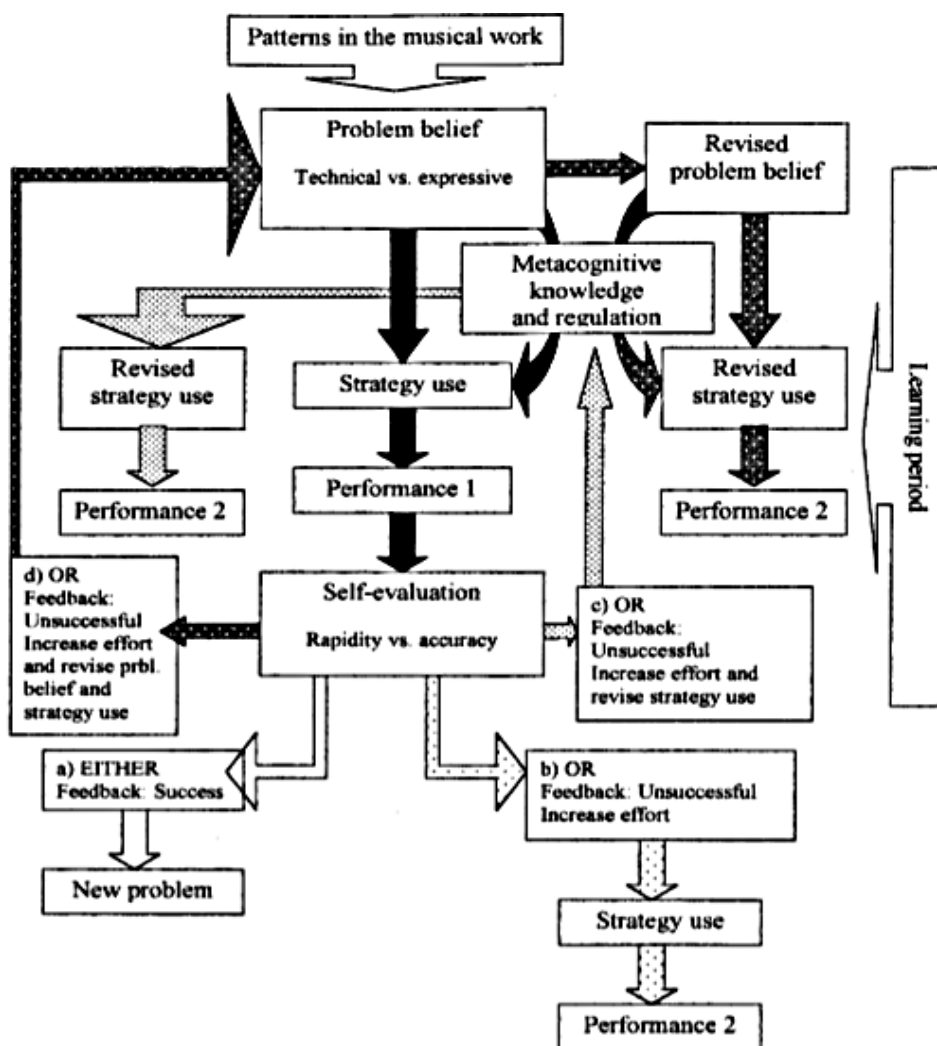 Patterns in the musical work
Problem belief
Technical vs. expressive
Revised
problem belief
Metacognitive
knowledge
and regulation
Revised
strategy use
Strategy use
Revised
strategy use
Learning period
Performance 2
Performance 1
Performance 2
d) OR
Feedback:
Unsuccessful
Increase effort
and revise prbl.
belief and
strategy use
Self-evaluation
Rapidity vs. accuracy
c) OR
Feedback:
Unsuccessful
Increase effort and
revise strategy use
a) EITHER
Feedback: Success
b) OR
Feedback: Unsuccessful
Increase effort
New problem
Strategy use
Performance 2